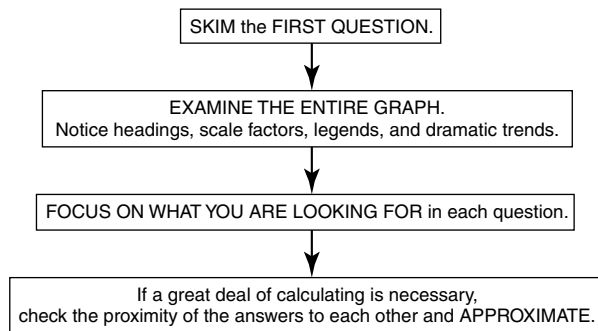 SKIM the FIRST QUESTION.
EXAMINE THE ENTIRE GRAPH.
Notice headings, scale factors, legends, and dramatic trends.
FOCUS ON WHAT YOU ARE LOOKING FOR in each question.
If a great deal of calculating is necessary,
check the proximity of the answers to each other and APPROXIMATE.